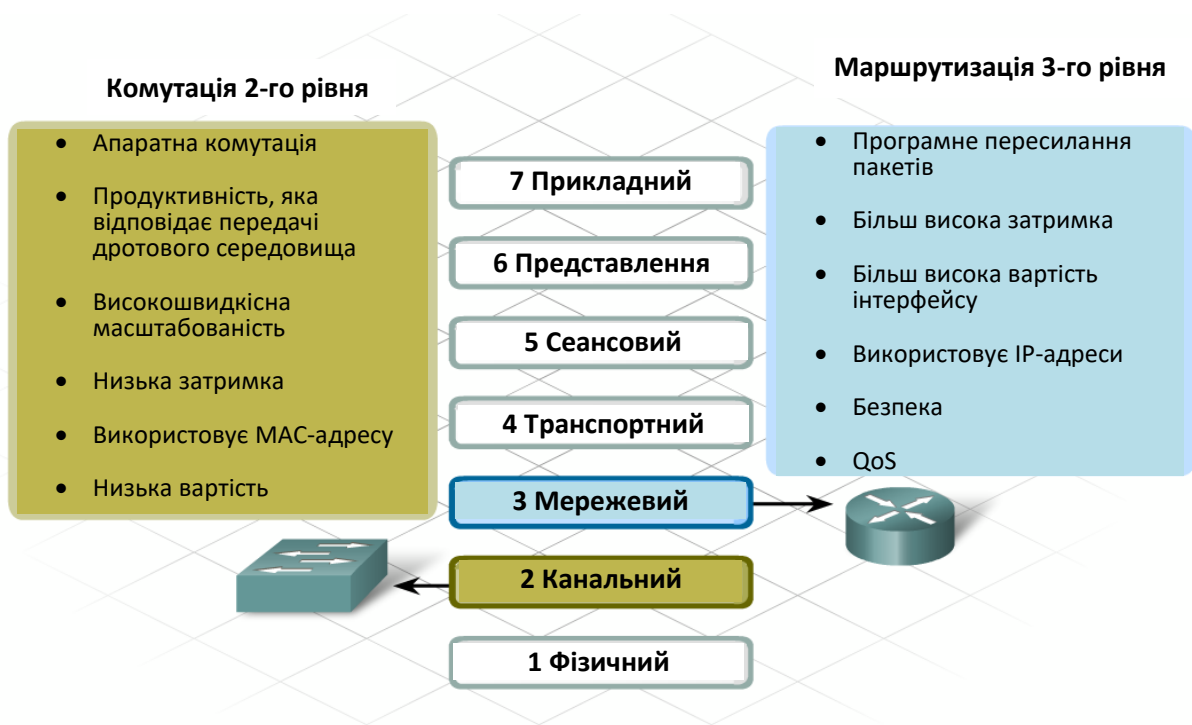 Комутація 2-го рівня
• Апаратна комутація
• Продуктивність, яка
відповідає передачі
дротового середовища
• Високошвидкісна
масштабованість
• Низька затримка
• Використовує MAC-адресу
• Низька вартість
7 Прикладний
6 Представлення
5 Сеансовий
4 Транспортний
3 Мережевий
2 Канальний
1 Фізичний
Маршрутизація 3-го рівня
• Програмне пересилання
пакетів
• Більш висока затримка
• Більш висока вартість
інтерфейсу
• Використовує IP-адреси
• Безпека
• QoS